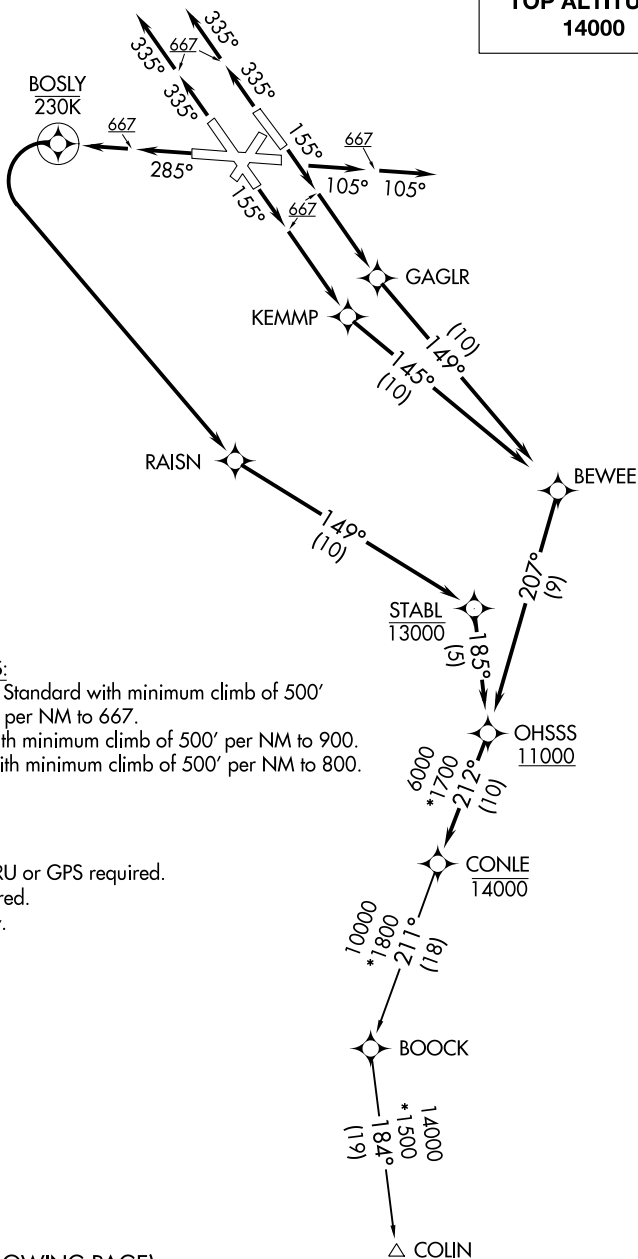 TOP ALTITU
14000
335°
335°
667
335°
335°
BOSLY
230K
667
285°
155°
667
105°
105°
155°
667
GAGLR
KEMMP
(10)
149°
145°
(10)
RAISN
BEWEE
149°
(10)
207°
(9)
STABL
13000
185°
(5)
S:
Standard with minimum climb of 500'
per NM to 667.
th minimum climb of 500' per NM to 900.
with minimum climb of 500' per NM to 800.
OHSSS
11000
6000
*1700
212°
(10)
RU or GPS required.
red.
CONLE
14000
10000
*1800
211°
(18)
BOOCK
14000
*1500
184°
(19)
COLIN
OWING PAGE)